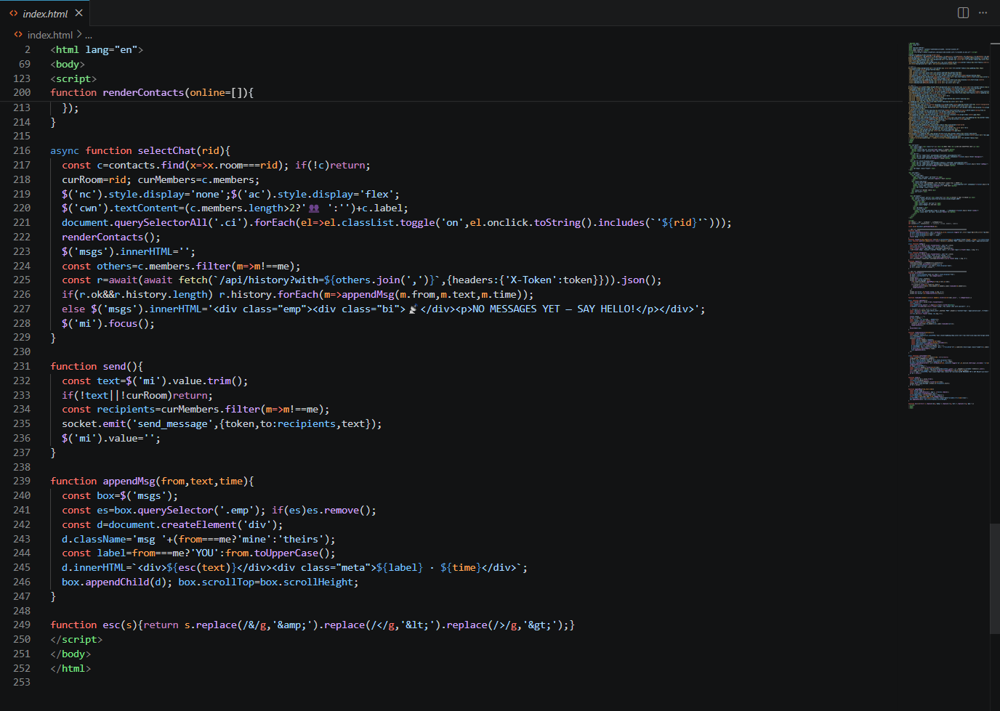 index.html
index.html > ...
2 <html lang="en">
69 <body>
123 <script>
200 function renderContacts(online=[]){
213 });
214 }
215
216 async function selectChat(rid){
217 const c=contacts.find(x=>x.room===rid); if(!c)return;
218 curRoom=rid; curMembers=c.members;
219 $('nc').style.display='none';$('ac').style.display='flex';
220 $('cwn').textContent=(c.members.length>2?'👥 ':'')+c.label;
221 document.querySelectorAll('.ci').forEach(el=>el.classList.toggle('on',el.onclick.toString().includes(`'${rid}'`)));
222 renderContacts();
223 $('msgs').innerHTML='';
224 const others=c.members.filter(m=>m!==me);
225 const r=await(await fetch(`/api/history?with=${others.join(',')}`,{headers:{'X-Token':token}})).json();
226 if(r.ok&&r.history.length) r.history.forEach(m=>appendMsg(m.from,m.text,m.time));
227 else $('msgs').innerHTML='<div class="emp"><div class="bi">📡</div><p>NO MESSAGES YET — SAY HELLO!</p></div>';
228 $('mi').focus();
229 }
230
231 function send(){
232 const text=$('mi').value.trim();
233 if(!text||!curRoom)return;
234 const recipients=curMembers.filter(m=>m!==me);
235 socket.emit('send_message',{token,to:recipients,text});
236 $('mi').value='';
237 }
238
239 function appendMsg(from,text,time){
240 const box=$('msgs');
241 const es=box.querySelector('.emp'); if(es)es.remove();
242 const d=document.createElement('div');
243 d.className='msg '+(from===me?'mine':'theirs');
244 const label=from===me?'YOU':from.toUpperCase();
245 d.innerHTML=`<div>${esc(text)}</div><div class="meta">${label} · ${time}</div>`;
246 box.appendChild(d); box.scrollTop=box.scrollHeight;
247 }
248
249 function esc(s){return s.replace(/&/g,'&amp;').replace(/</g,'&lt;').replace(/>/g,'&gt;');}
250 </script>
251 </body>
252 </html>
253